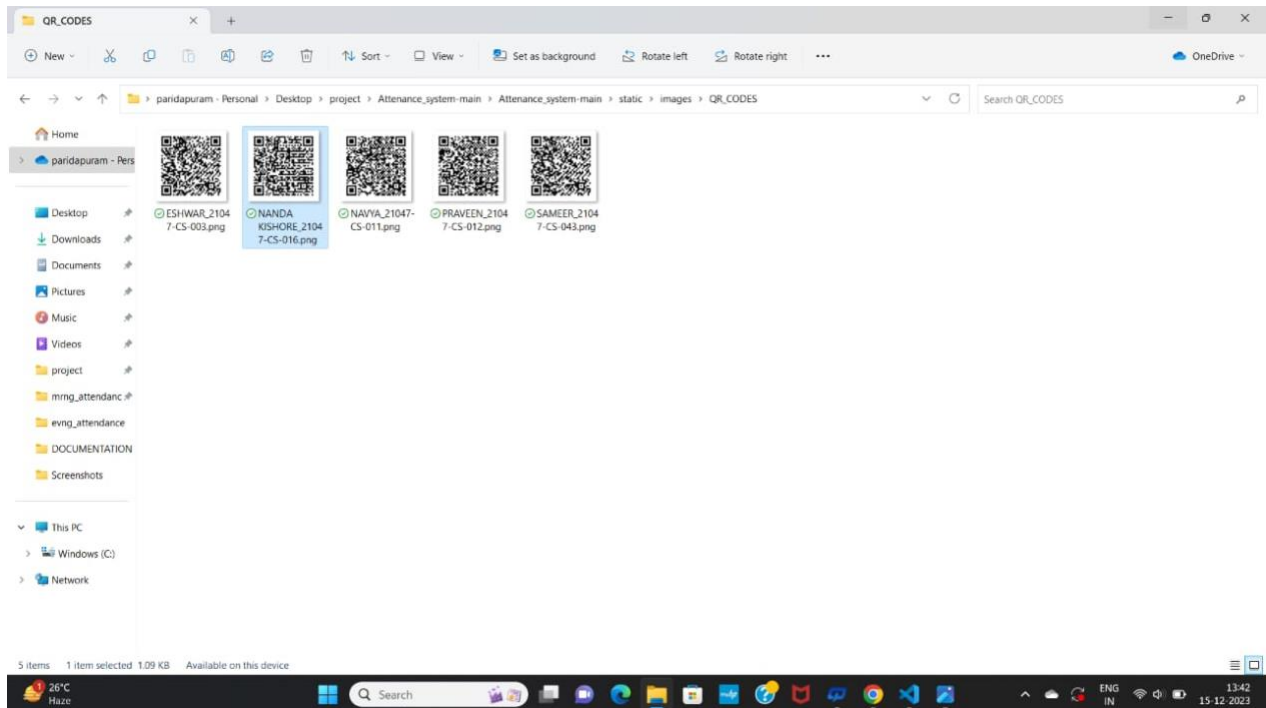 QR_CODES
New
Sort
View
Set as background
Rotate left
Rotate right
OneDrive
paridapuram - Personal > Desktop > project > Attenance_system-main > Attenance_system-main > static > images > QR_CODES
Search QR_CODES
Home
paridapuram - Pers
Desktop
Downloads
Documents
Pictures
Music
Videos
project
mrng_attendanc
evng_attendance
DOCUMENTATION
Screenshots
This PC
Windows (C:)
Network
ESHWAR_2104
7-CS-003.png
NANDA
KISHORE_2104
7-CS-016.png
NAVYA_21047-
CS-011.png
PRAVEEN_2104
7-CS-012.png
SAMEER_2104
7-CS-043.png
5 items 1 item selected 1.09 KB Available on this device
1
26°C
Haze
Search
ENG
IN
13:42
15-12-2023